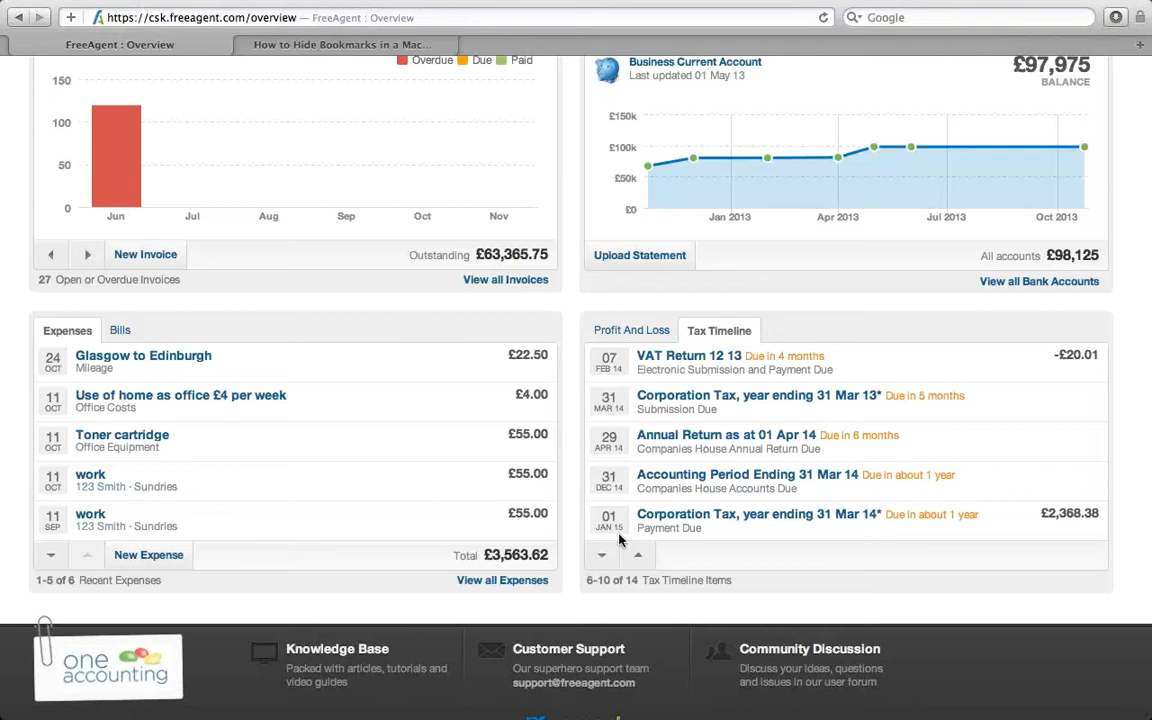 https://csk.freeagent.com/overview — FreeAgent : Overview
Google
FreeAgent : Overview
How to Hide Bookmarks in a Mac...
Overdue Due Paid
150
100
50
0
Jun Jul Aug Sep Oct Nov
New Invoice
Outstanding £63,365.75
27 Open or Overdue Invoices
View all Invoices
Business Current Account
Last updated 01 May 13
£97,975
BALANCE
£150k
£100k
£50k
£0
Jan 2013 Apr 2013 Jul 2013 Oct 2013
Upload Statement
All accounts £98,125
View all Bank Accounts
Expenses Bills
24 OCT
Glasgow to Edinburgh £22.50
Mileage
11 OCT
Use of home as office £4 per week £4.00
Office Costs
11 OCT
Toner cartridge £55.00
Office Equipment
11 OCT
work £55.00
123 Smith · Sundries
11 SEP
work £55.00
123 Smith · Sundries
New Expense
Total £3,563.62
1-5 of 6 Recent Expenses
View all Expenses
Profit And Loss Tax Timeline
07 FEB 14
VAT Return 12 13 Due in 4 months -£20.01
Electronic Submission and Payment Due
31 MAR 14
Corporation Tax, year ending 31 Mar 13* Due in 5 months
Submission Due
29 APR 14
Annual Return as at 01 Apr 14 Due in 6 months
Companies House Annual Return Due
31 DEC 14
Accounting Period Ending 31 Mar 14 Due in about 1 year
Companies House Accounts Due
01 JAN 15
Corporation Tax, year ending 31 Mar 14* Due in about 1 year £2,368.38
Payment Due
6-10 of 14 Tax Timeline Items
one
accounting
Knowledge Base
Packed with articles, tutorials and
video guides
Customer Support
Our superhero support team
support@freeagent.com
Community Discussion
Discuss your ideas, questions
and issues in our user forum